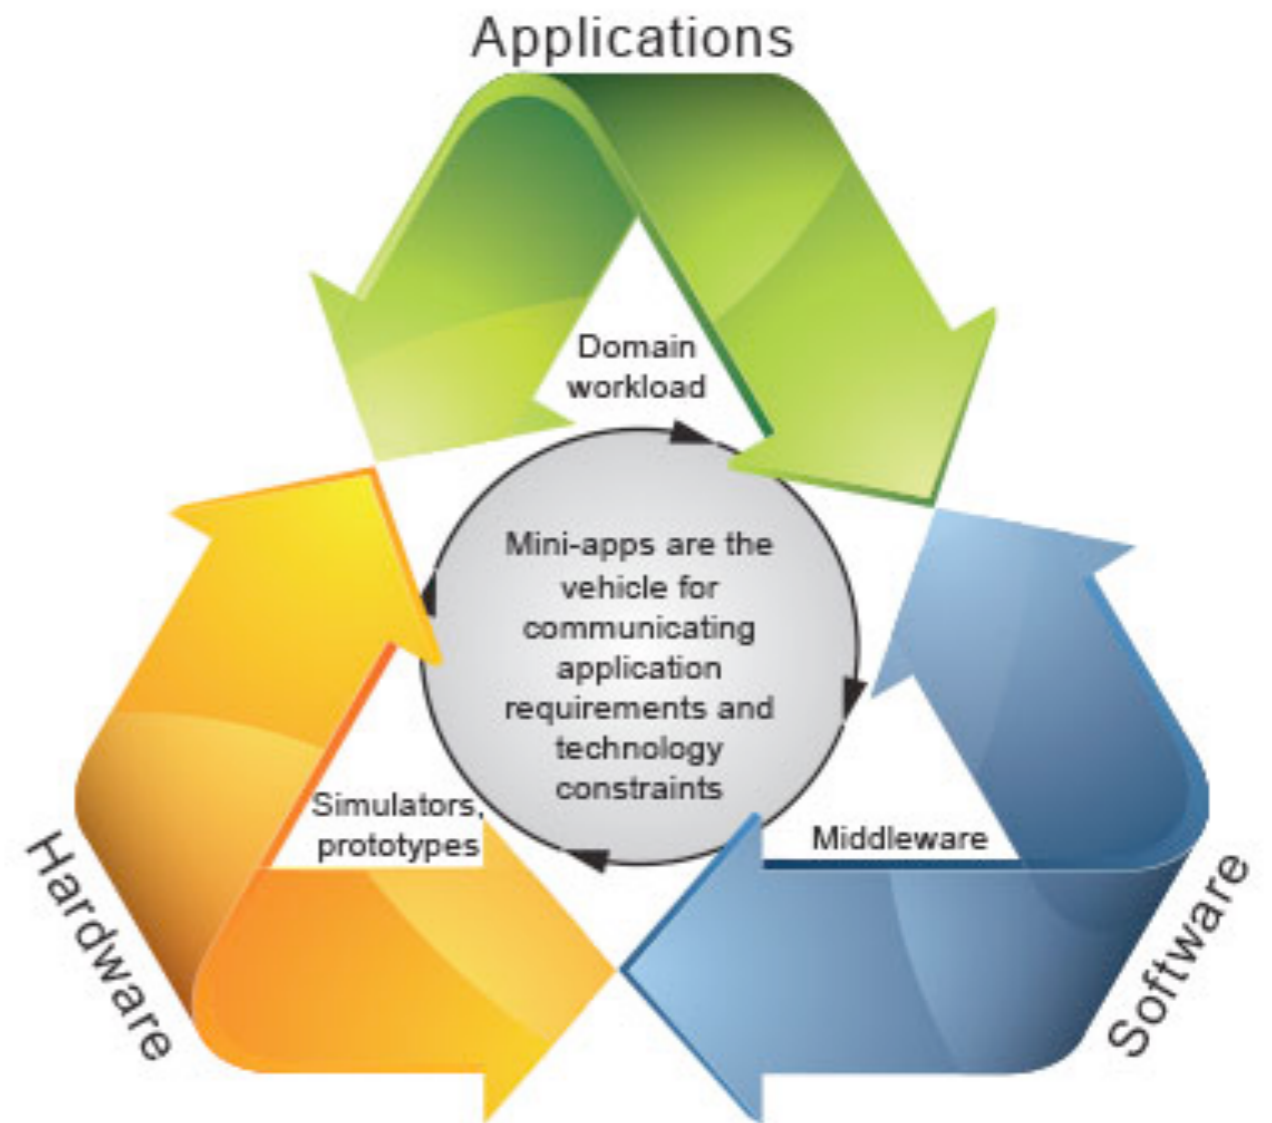 Applications
Domain
workload
Mini-apps are the
vehicle for
communicating
application
requirements and
technology
constraints
Simulators,
prototypes
Middleware
Hardware
Software